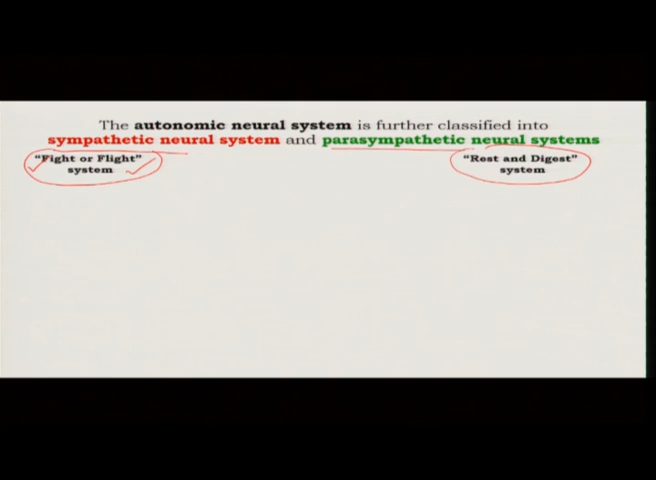 The autonomic neural system is further classified into
sympathetic neural system and parasympathetic neural systems
"Fight or Flight"
system
"Rest and Digest"
system